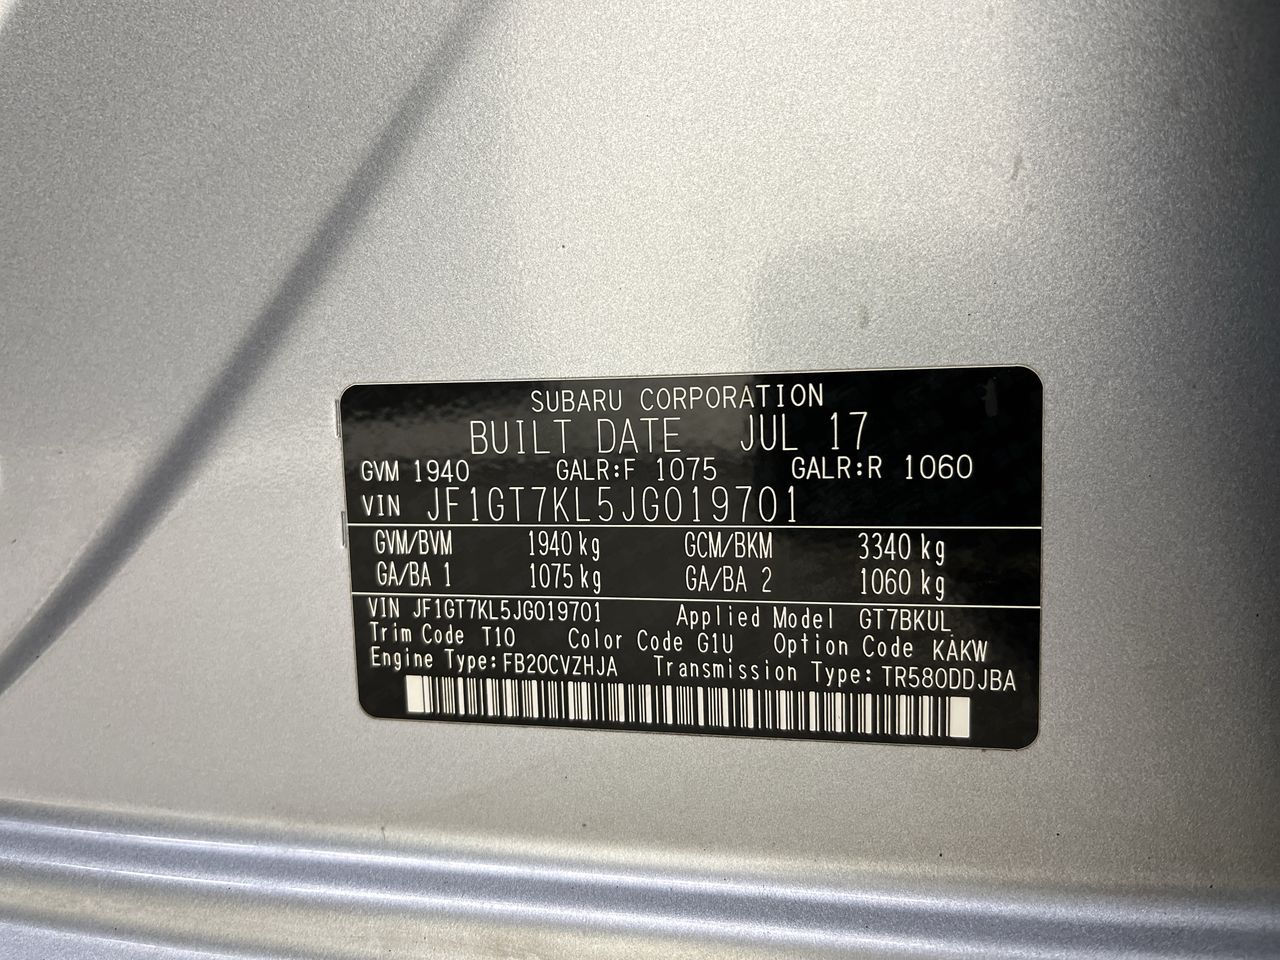 SUBARU CORPORATION
BUILT DATE JUL 17
GVM 1940 GALR:F 1075 GALR:R 1060
VIN JF1GT7KL5JG019701
GVM/BVM 1940 kg GCM/BKM 3340 kg
GA/BA 1 1075 kg GA/BA 2 1060 kg
VIN JF1GT7KL5JG019701 Applied Model GT7BKUL
Trim Code T10 Color Code G1U Option Code KAKW
Engine Type: FB20CVZHJA Transmission Type: TR580DDJBA